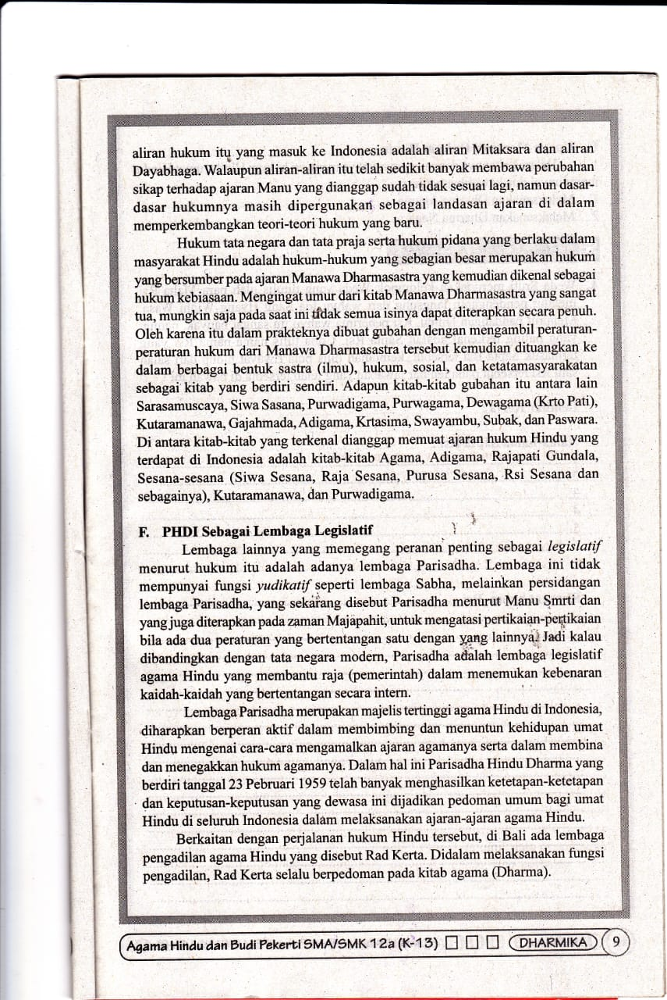 aliran hukum itu yang masuk ke Indonesia adalah aliran Mitaksara dan aliran
Dayabhaga. Walaupun aliran-aliran itu telah sedikit banyak membawa perubahan
sikap terhadap ajaran Manu yang dianggap sudah tidak sesuai lagi, namun dasar-
dasar hukumnya masih dipergunakan sebagai landasan ajaran di dalam
memperkembangkan teori-teori hukum yang baru.
Hukum tata negara dan tata praja serta hukum pidana yang berlaku dalam
masyarakat Hindu adalah hukum-hukum yang sebagian besar merupakan hukum
yang bersumber pada ajaran Manawa Dharmasastra yang kemudian dikenal sebagai
hukum kebiasaan. Mengingat umur dari kitab Manawa Dharmasastra yang sangat
tua, mungkin saja pada saat ini tidak semua isinya dapat diterapkan secara penuh.
Oleh karena itu dalam prakteknya dibuat gubahan dengan mengambil peraturan-
peraturan hukum dari Manawa Dharmasastra tersebut kemudian dituangkan ke
dalam berbagai bentuk sastra (ilmu), hukum, sosial, dan ketatamasyarakatan
sebagai kitab yang berdiri sendiri. Adapun kitab-kitab gubahan itu antara lain
Sarasamuscaya, Siwa Sasana, Purwadigama, Purwagama, Dewagama (Krto Pati),
Kutaramanawa, Gajahmada, Adigama, Krtasima, Swayambu, Subak, dan Paswara.
Di antara kitab-kitab yang terkenal dianggap memuat ajaran hukum Hindu yang
terdapat di Indonesia adalah kitab-kitab Agama, Adigama, Rajapati Gundala,
Sesana-sesana (Siwa Sesana, Raja Sesana, Purusa Sesana, Rsi Sesana dan
sebagainya), Kutaramanawa, dan Purwadigama.
F. PHDI Sebagai Lembaga Legislatif
Lembaga lainnya yang memegang peranan penting sebagai legislatif
menurut hukum itu adalah adanya lembaga Parisadha. Lembaga ini tidak
mempunyai fungsi yudikatif seperti lembaga Sabha, melainkan persidangan
lembaga Parisadha, yang sekarang disebut Parisadha menurut Manu Smrti dan
yang juga diterapkan pada zaman Majapahit, untuk mengatasi pertikaian-pertikaian
bila ada dua peraturan yang bertentangan satu dengan yang lainnya. Jadi kalau
dibandingkan dengan tata negara modern, Parisadha adalah lembaga legislatif
agama Hindu yang membantu raja (pemerintah) dalam menemukan kebenaran
kaidah-kaidah yang bertentangan secara intern.
Lembaga Parisadha merupakan majelis tertinggi agama Hindu di Indonesia,
diharapkan berperan aktif dalam membimbing dan menuntun kehidupan umat
Hindu mengenai cara-cara mengamalkan ajaran agamanya serta dalam membina
dan menegakkan hukum agamanya. Dalam hal ini Parisadha Hindu Dharma yang
berdiri tanggal 23 Pebruari 1959 telah banyak menghasilkan ketetapan-ketetapan
dan keputusan-keputusan yang dewasa ini dijadikan pedoman umum bagi umat
Hindu di seluruh Indonesia dalam melaksanakan ajaran-ajaran agama Hindu.
Berkaitan dengan perjalanan hukum Hindu tersebut, di Bali ada lembaga
pengadilan agama Hindu yang disebut Rad Kerta. Didalam melaksanakan fungsi
pengadilan, Rad Kerta selalu berpedoman pada kitab agama (Dharma).
Agama Hindu dan Budi Pekerti SMA/SMK 12a (K-13) DHARMIKA 9